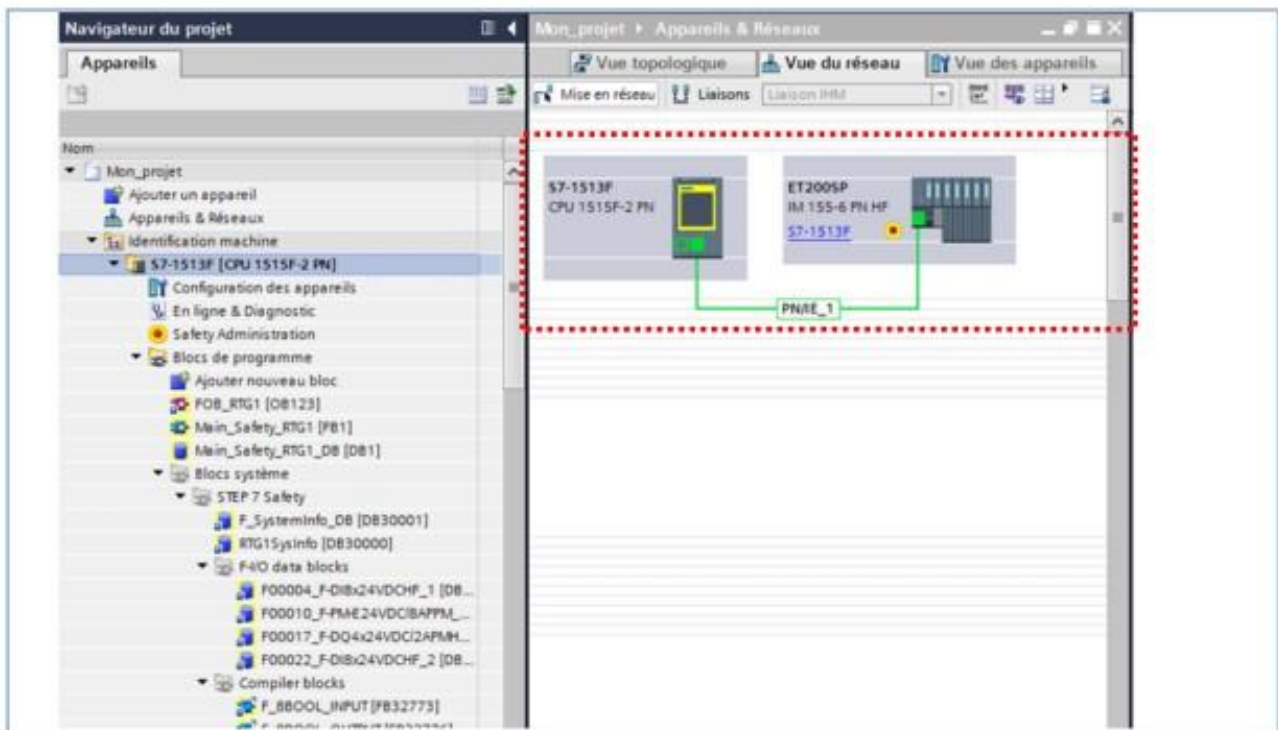 Navigateur du projet
Appareils
Nom
Mon_projet
Ajouter un appareil
Appareils & Réseaux
Identification machine
S7-1513F [CPU 1515F-2 PN]
Configuration des appareils
En ligne & Diagnostic
Safety Administration
Blocs de programme
Ajouter nouveau bloc
FOB_RTG1 [OB123]
Main_Safety_RTG1 [FB1]
Main_Safety_RTG1_DB [DB1]
Blocs système
STEP 7 Safety
F_SystemInfo_DB [DB30001]
RTG1SysInfo [DB30000]
F-I/O data blocks
F00004_F-DI8x24VDCHF_1 [DB...
F00010_F-PM-E24VDC/8APPM_...
F00017_F-DQ4x24VDC/2APMH...
F00022_F-DI8x24VDCHF_2 [DB...
Compiler blocks
F_BBOOL_INPUT [FB32773]
Mon_projet ▸ Appareils & Réseaux
Vue topologique Vue du réseau Vue des appareils
Mise en réseau Liaisons Liaison IHM
S7-1513F
CPU 1515F-2 PN
ET200SP
IM 155-6 PN HF
S7-1513F
PN/IE_1